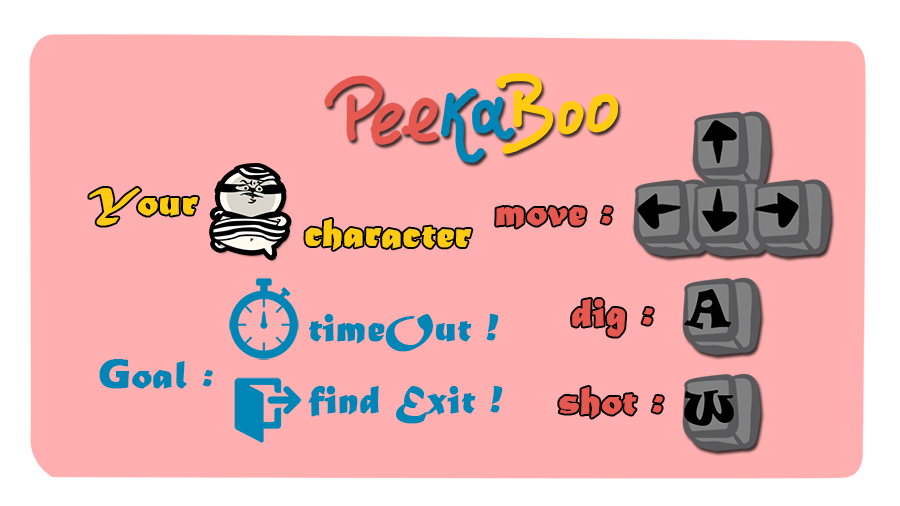 PeekaBoo
Your character
move :
timeOut !
Goal :
find Exit !
dig : A
shot : W